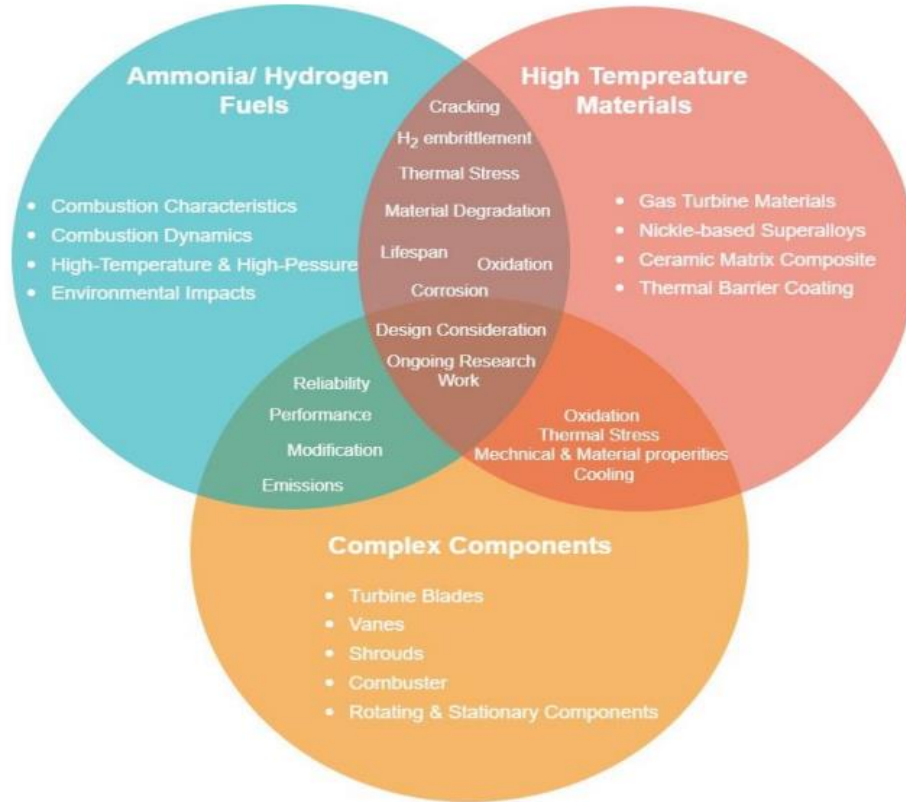 Ammonia/ Hydrogen
Fuels
• Combustion Characteristics
• Combustion Dynamics
• High-Temperature & High-Pessure
• Environmental Impacts
High Tempreature
Materials
• Gas Turbine Materials
• Nickle-based Superalloys
• Ceramic Matrix Composite
• Thermal Barrier Coating
Cracking
H₂ embrittlement
Thermal Stress
Material Degradation
Lifespan
Oxidation
Corrosion
Design Consideration
Ongoing Research
Work
Reliability
Performance
Modification
Emissions
Oxidation
Thermal Stress
Mechnical & Material properities
Cooling
Complex Components
• Turbine Blades
• Vanes
• Shrouds
• Combuster
• Rotating & Stationary Components